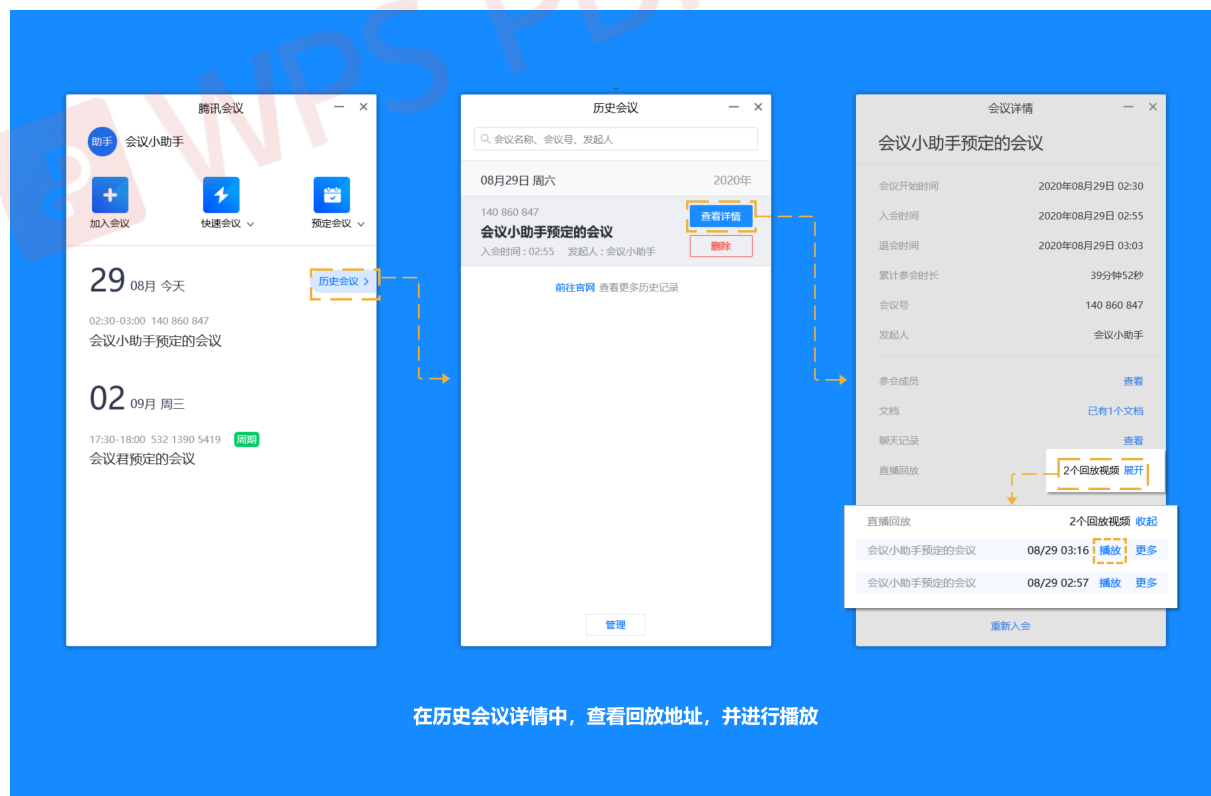 WPS PDF
腾讯会议
助手 会议小助手
加入会议 快速会议 预定会议
29 08月 今天 历史会议
02:30-03:00 140 860 847
会议小助手预定的会议
02 09月 周三
17:30-18:00 532 1390 5419 周期
会议君预定的会议
历史会议
会议名称、会议号、发起人
08月29日 周六 2020年
140 860 847 查看详情
会议小助手预定的会议
入会时间 : 02:55 发起人 : 会议小助手 删除
前往官网 查看更多历史记录
管理
会议详情
会议小助手预定的会议
会议开始时间 2020年08月29日 02:30
入会时间 2020年08月29日 02:55
退会时间 2020年08月29日 03:03
累计参会时长 39分钟52秒
会议号 140 860 847
发起人 会议小助手
参会成员 查看
文档 已有1个文档
聊天记录 查看
直播回放 2个回放视频 展开
直播回放 2个回放视频 收起
会议小助手预定的会议 08/29 03:16 播放 更多
会议小助手预定的会议 08/29 02:57 播放 更多
重新入会
在历史会议详情中，查看回放地址，并进行播放